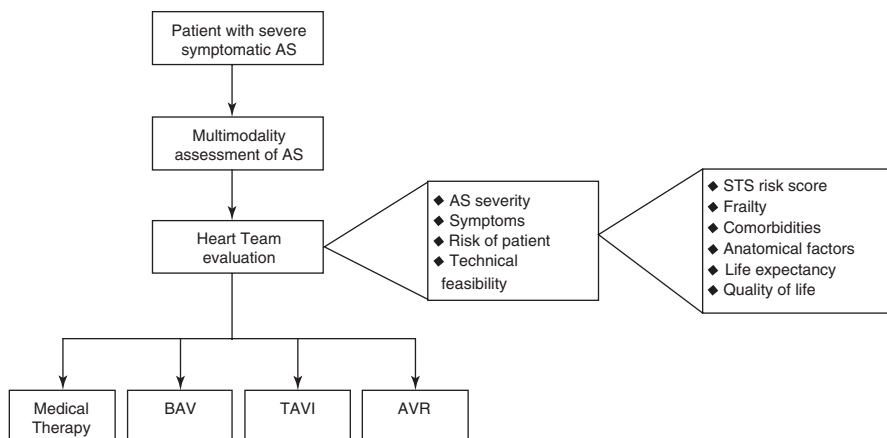 Patient with severe
symptomatic AS
Multimodality
assessment of AS
Heart Team
evaluation
◆ AS severity
◆ Symptoms
◆ Risk of patient
◆ Technical
feasibility
◆ STS risk score
◆ Frailty
◆ Comorbidities
◆ Anatomical factors
◆ Life expectancy
◆ Quality of life
Medical
Therapy
BAV
TAVI
AVR